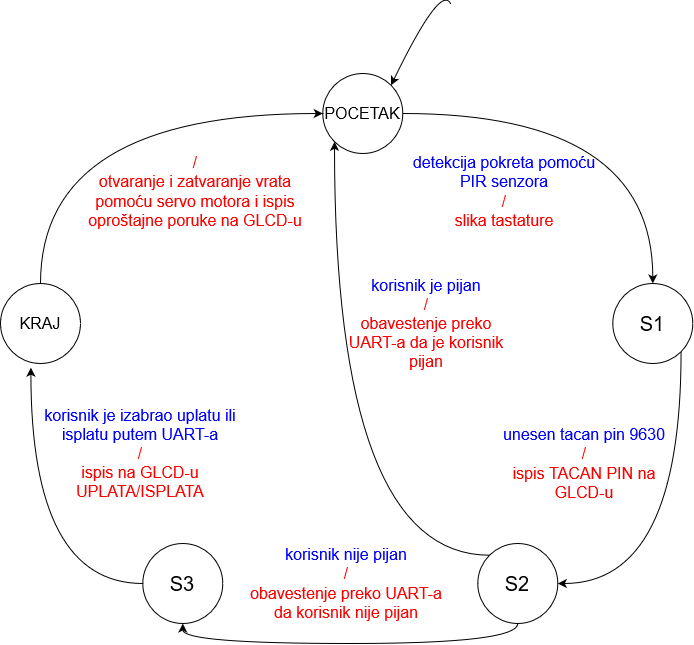 POCETAK
detekcija pokreta pomoću
PIR senzora
/
slika tastature
/
otvaranje i zatvaranje vrata
pomoću servo motora i ispis
oproštajne poruke na GLCD-u
korisnik je pijan
/
obavestenje preko
UART-a da je korisnik
pijan
KRAJ
S1
korisnik je izabrao uplatu ili
isplatu putem UART-a
/
ispis na GLCD-u
UPLATA/ISPLATA
unesen tacan pin 9630
/
ispis TACAN PIN na
GLCD-u
S3
korisnik nije pijan
/
obavestenje preko UART-a
da korisnik nije pijan
S2